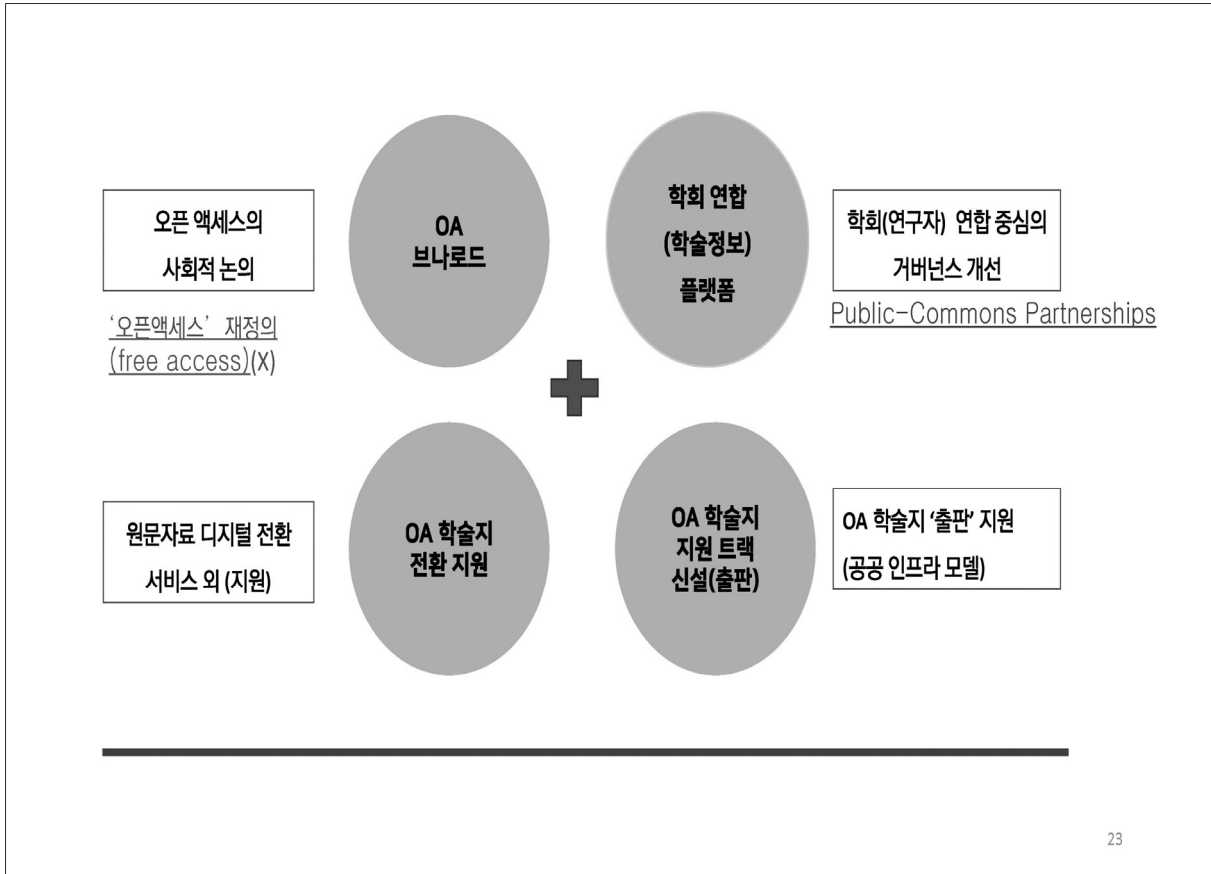 오픈 액세스의
사회적 논의
‘오픈액세스’ 재정의
(free access)(X)
OA
브나로드
학회 연합
(학술정보)
플랫폼
학회(연구자) 연합 중심의
거버넌스 개선
Public-Commons Partnerships
원문자료 디지털 전환
서비스 외 (지원)
OA 학술지
전환 지원
OA 학술지
지원 트랙
신설(출판)
OA 학술지 ‘출판’ 지원
(공공 인프라 모델)
23